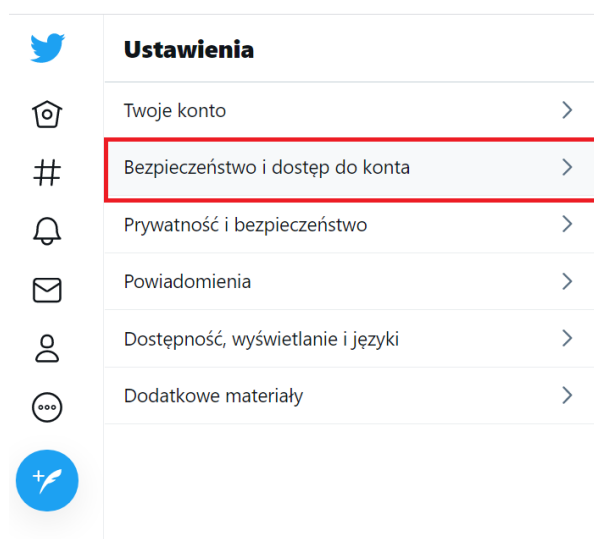 Ustawienia
Twoje konto
Bezpieczeństwo i dostęp do konta
Prywatność i bezpieczeństwo
Powiadomienia
Dostępność, wyświetlanie i języki
Dodatkowe materiały